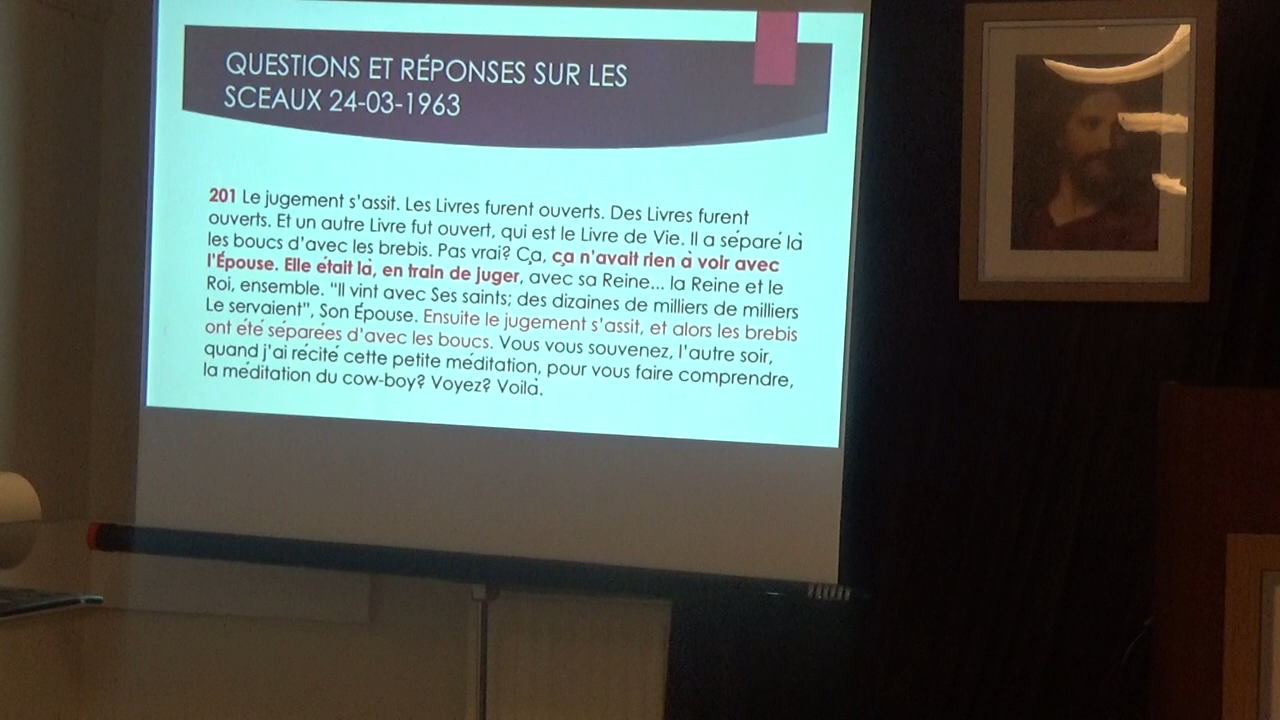 QUESTIONS ET RÉPONSES SUR LES
SCEAUX 24-03-1963
201 Le jugement s'assit. Les Livres furent ouverts. Des Livres furent
ouverts. Et un autre Livre fut ouvert, qui est le Livre de Vie. Il a séparé là
les boucs d'avec les brebis. Pas vrai? Ça, ça n'avait rien à voir avec
l'Épouse. Elle était là, en train de juger, avec sa Reine... la Reine et le
Roi, ensemble. "Il vint avec Ses saints; des dizaines de milliers de milliers
Le servaient", Son Épouse. Ensuite le jugement s'assit, et alors les brebis
ont été séparées d'avec les boucs. Vous vous souvenez, l'autre soir,
quand j'ai récité cette petite méditation, pour vous faire comprendre,
la méditation du cow-boy? Voyez? Voilà.